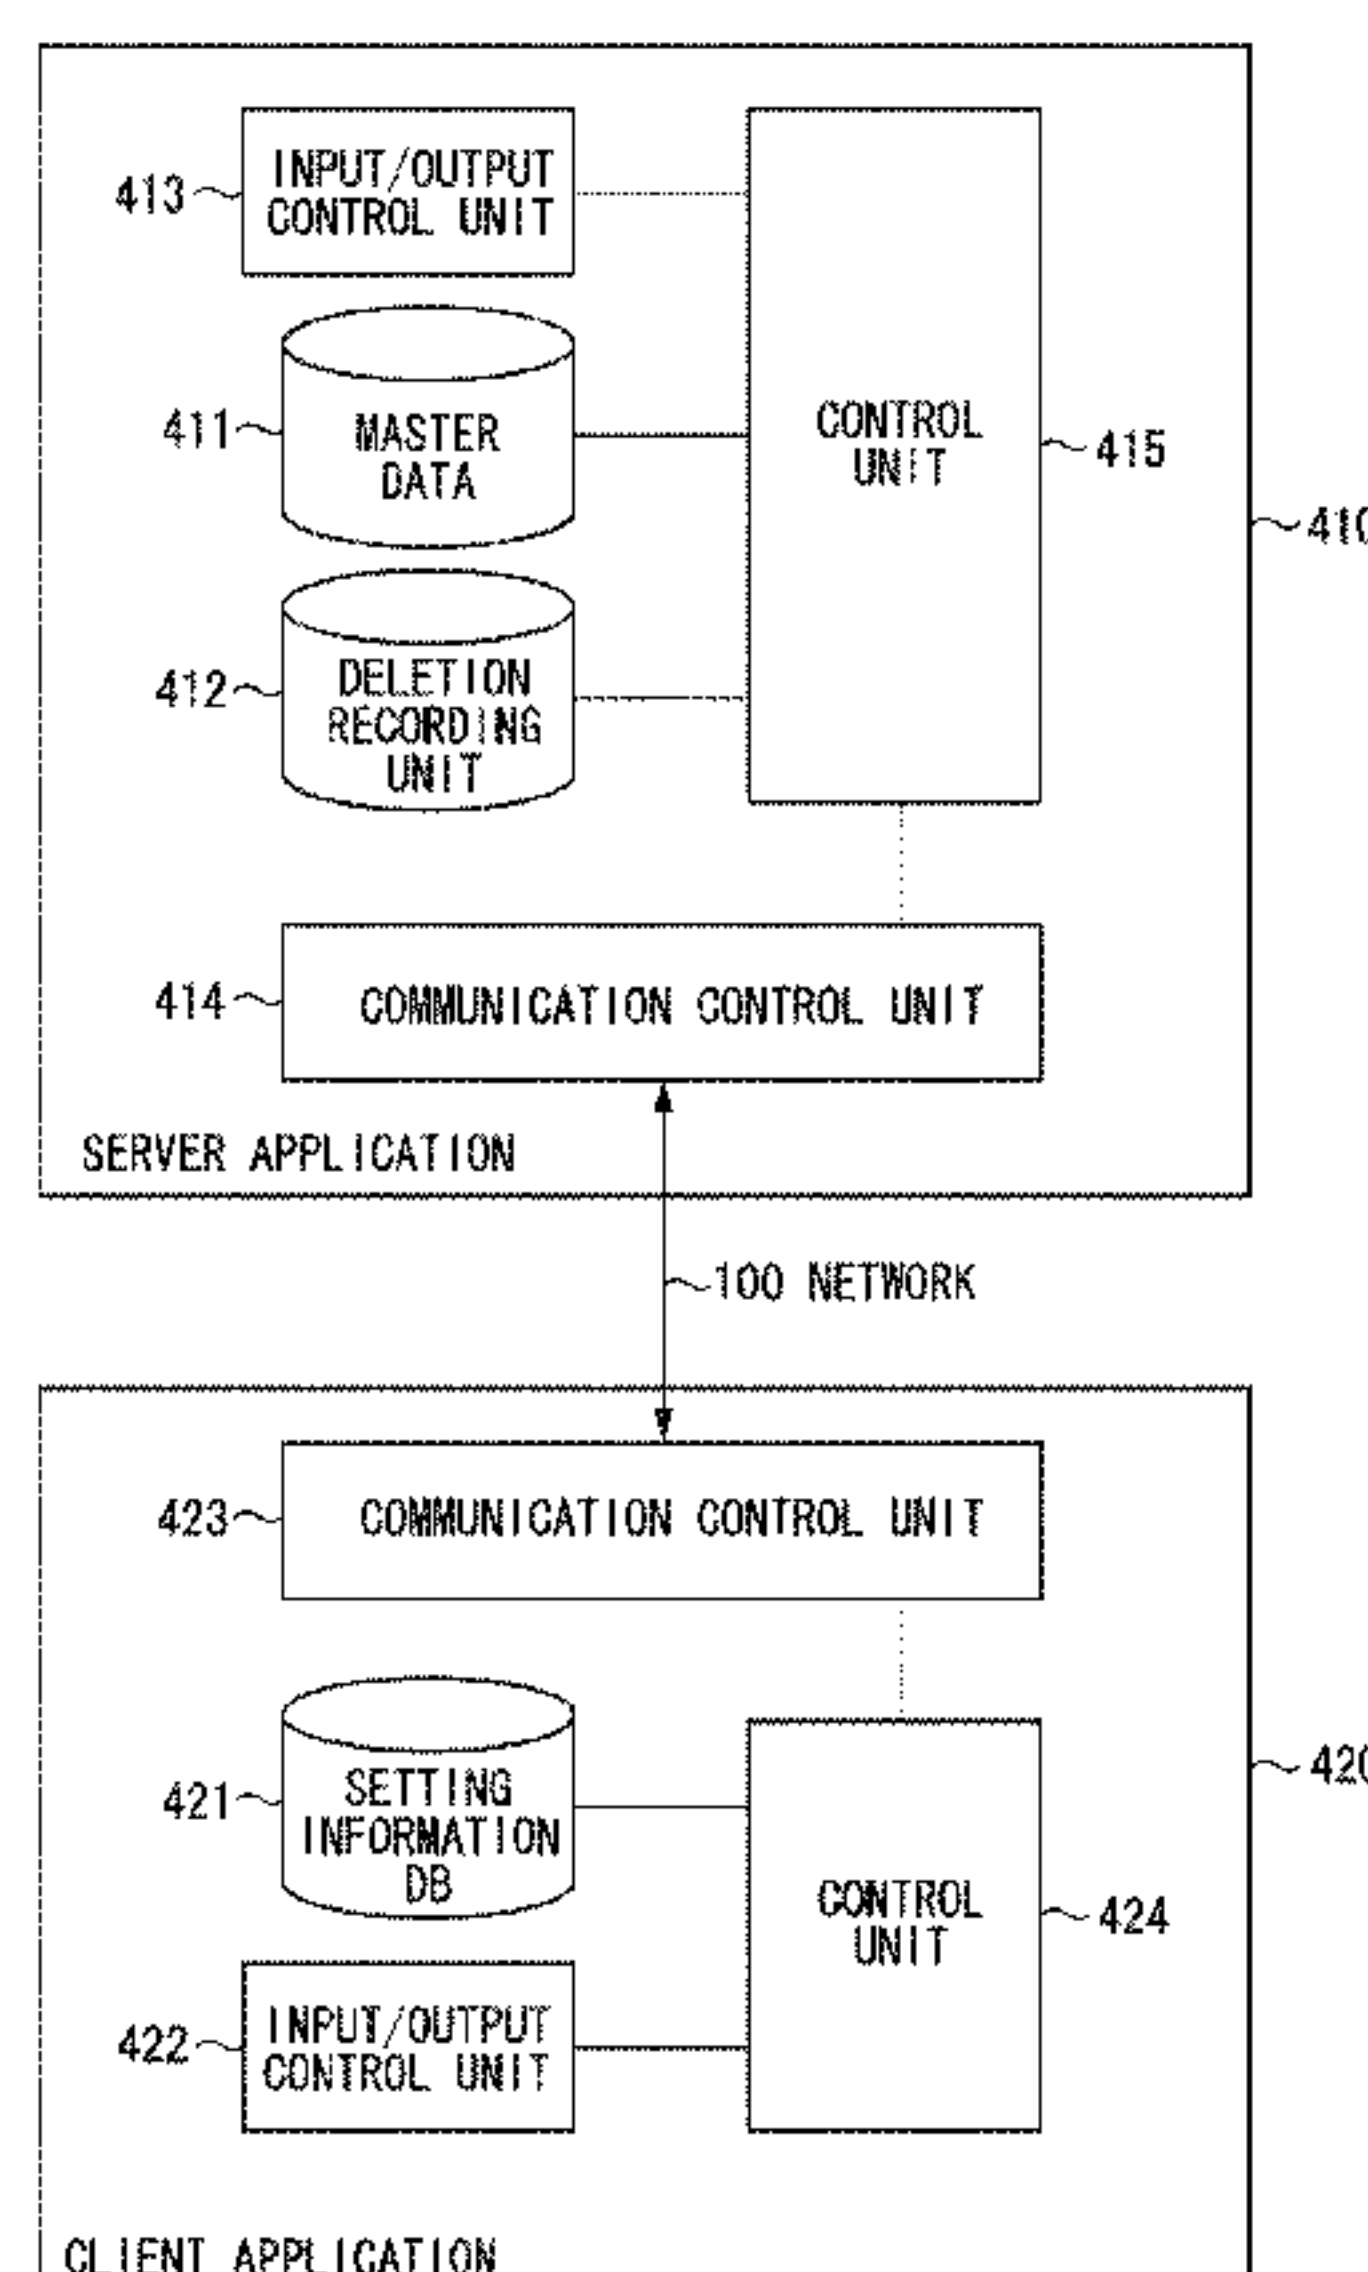 413
INPUT/OUTPUT
CONTROL UNIT
411
MASTER
DATA
CONTROL
UNIT
415
410
412
DELETION
RECORDING
UNIT
414
COMMUNICATION CONTROL UNIT
SERVER APPLICATION
100 NETWORK
423
COMMUNICATION CONTROL UNIT
421
SETTING
INFORMATION
DB
420
CONTROL
UNIT
424
422
INPUT/OUTPUT
CONTROL UNIT
CLIENT APPLICATION